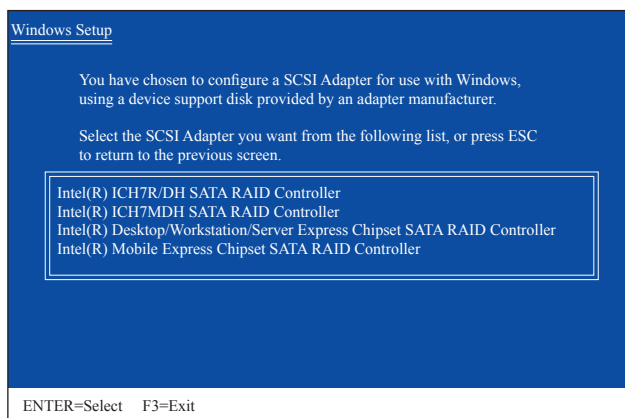 Windows Setup
You have chosen to configure a SCSI Adapter for use with Windows,
using a device support disk provided by an adapter manufacturer.
Select the SCSI Adapter you want from the following list, or press ESC
to return to the previous screen.
Intel(R) ICH7R/DH SATA RAID Controller
Intel(R) ICH7MDH SATA RAID Controller
Intel(R) Desktop/Workstation/Server Express Chipset SATA RAID Controller
Intel(R) Mobile Express Chipset SATA RAID Controller
ENTER=Select F3=Exit